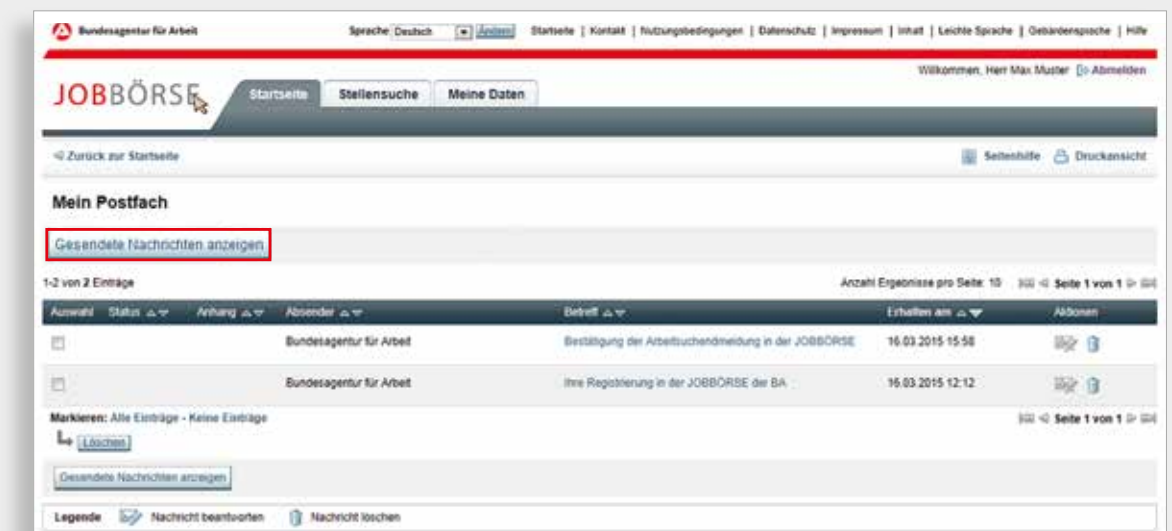 Bundesagentur für Arbeit Sprache Deutsch Ändern Startseite | Kontakt | Nutzungsbedingungen | Datenschutz | Impressum | Inhalt | Leichte Sprache | Gebärdensprache | Hilfe
Willkommen, Herr Max Muster Abmelden
JOBBÖRSE Startseite Stellensuche Meine Daten
Zurück zur Startseite Seitenhilfe Druckansicht
Mein Postfach
Gesendete Nachrichten anzeigen
1-2 von 2 Einträge Anzahl Ergebnisse pro Seite: 10 Seite 1 von 1
Auswahl Status Anhang Absender Betreff Erhalten am Aktionen
Bundesagentur für Arbeit Bestätigung der Arbeitsuchendmeldung in der JOBBÖRSE 16.03.2015 15:58
Bundesagentur für Arbeit Ihre Registrierung in der JOBBÖRSE der BA 16.03.2015 12:12
Markieren: Alle Einträge - Keine Einträge Seite 1 von 1
Löschen
Gesendete Nachrichten anzeigen
Legende Nachricht beantworten Nachricht löschen